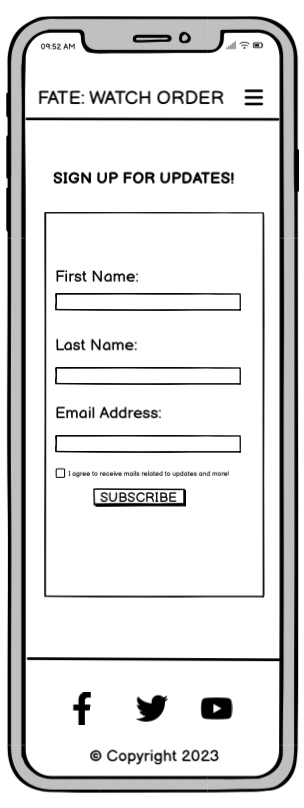 09:52 AM
FATE: WATCH ORDER
SIGN UP FOR UPDATES!
First Name:
Last Name:
Email Address:
I agree to receive mails related to updates and more!
SUBSCRIBE
© Copyright 2023